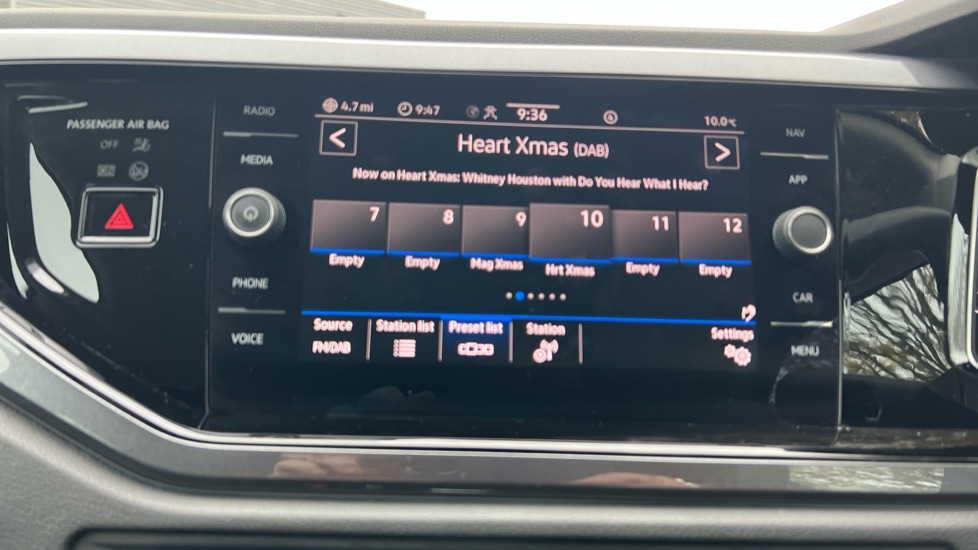 PASSENGER AIR BAG
OFF
RADIO
MEDIA
PHONE
VOICE
4.7 mi 9:47 9:36 10.0°C
< Heart Xmas (DAB) >
Now on Heart Xmas: Whitney Houston with Do You Hear What I Hear?
7 8 9 10 11 12
Empty Empty Mag Xmas Hrt Xmas Empty Empty
Source Station list Preset list Station Settings
FM/DAB
NAV
APP
CAR
MENU